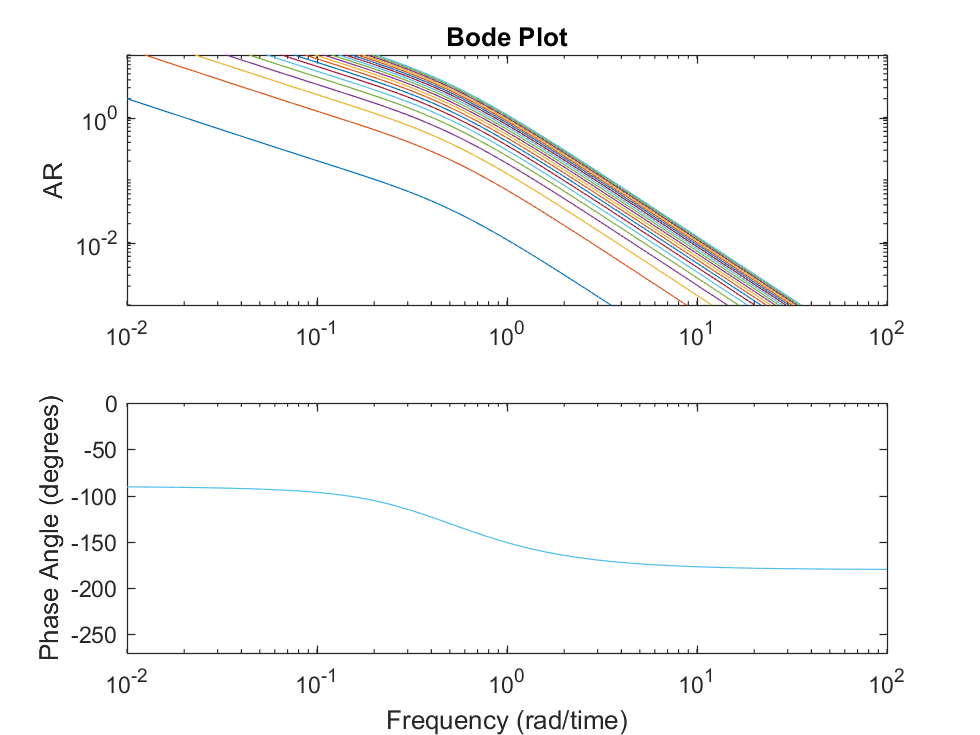 Bode Plot
AR
10^0
10^-2
10^-2 10^-1 10^0 10^1 10^2
Phase Angle (degrees)
0
-50
-100
-150
-200
-250
10^-2 10^-1 10^0 10^1 10^2
Frequency (rad/time)